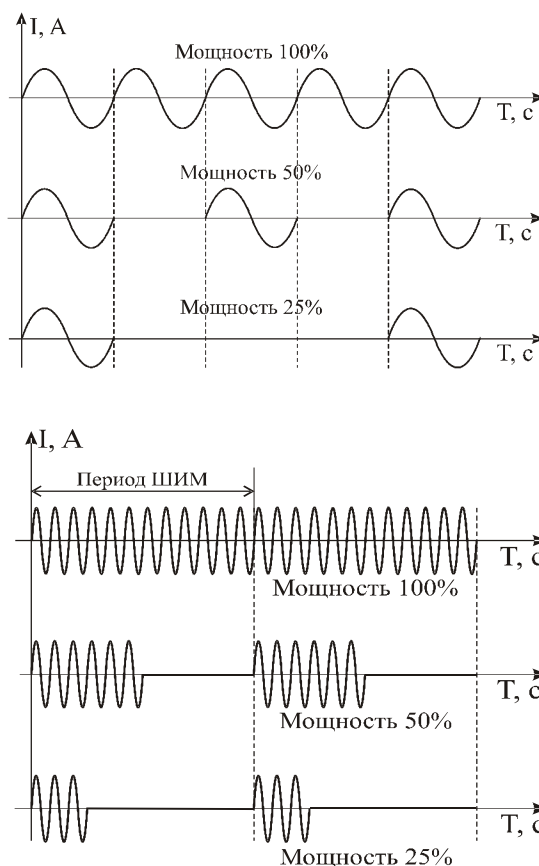 I, А
Мощность 100%
Т, с
Мощность 50%
Т, с
Мощность 25%
Т, с
I, А
Период ШИМ
Т, с
Мощность 100%
Т, с
Мощность 50%
Т, с
Мощность 25%